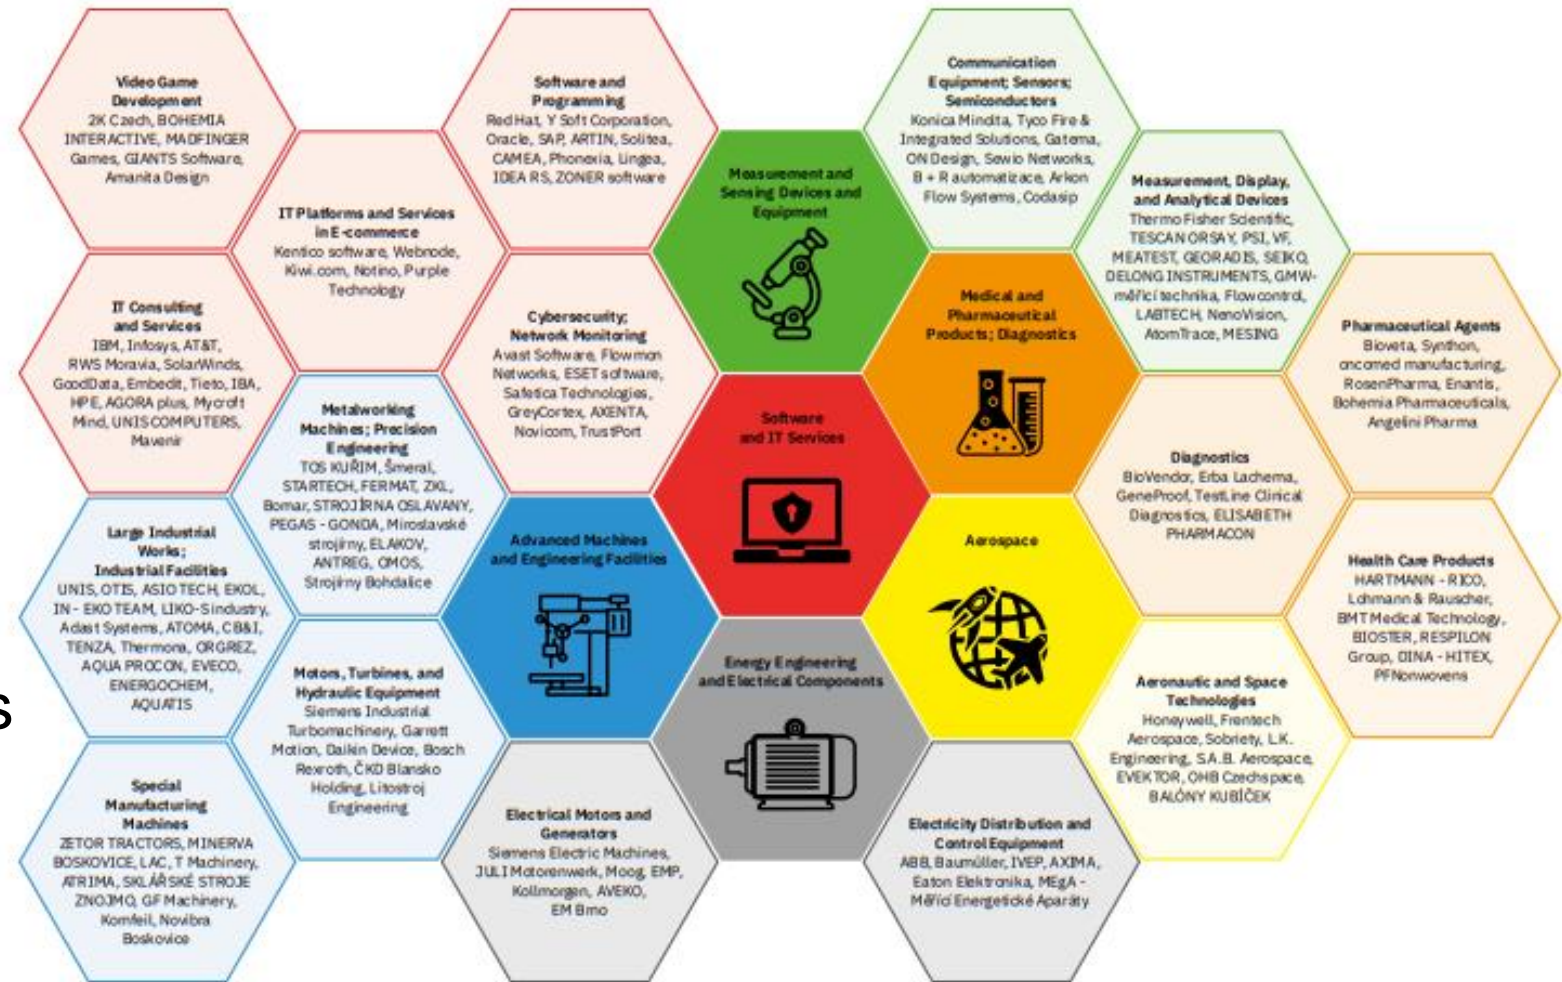 Video Game
Development
2K Czech, BOHEMIA
INTERACTIVE, MADFINGER
Games, GIANTS Software,
Amanita Design
Software and
Programming
Red Hat, Y Soft Corporation,
Oracle, SAP, ARTIN, Solitea,
CAMEA, Phonexia, Lingea,
IDEA RS, ZONER software
Communication
Equipment; Sensors;
Semiconductors
Konica Minolta, Tyco Fire &
Integrated Solutions, Gatema,
ON Design, Sewio Networks,
B + R automatizace, Arkon
Flow Systems, Codasip
IT Platforms and Services
in E-commerce
Kentico software, Webnode,
Kiwi.com, Notino, Purple
Technology
Measurement and
Sensing Devices and
Equipment
Measurement, Display,
and Analytical Devices
Thermo Fisher Scientific,
TESCAN ORSAY, PSI, VF,
MEATEST, GEORADIS, SEIKO,
DELONG INSTRUMENTS, GMW-
měřicí technika, Flowcontrol,
LABTECH, NenoVision,
AtomTrace, MESING
IT Consulting
and Services
IBM, Infosys, AT&T,
RWS Moravia, SolarWinds,
GoodData, Embedit, Tieto, IBA,
HPE, AGORA plus, Mycroft
Mind, UNIS COMPUTERS,
Mavenir
Cybersecurity;
Network Monitoring
Avast Software, Flowmon
Networks, ESET software,
Safetica Technologies,
GreyCortex, AXENTA,
Novicom, TrustPort
Medical and
Pharmaceutical
Products; Diagnostics
Pharmaceutical Agents
Bioveta, Synthon,
oncomed manufacturing,
RosenPharma, Enantis,
Bohemia Pharmaceuticals,
Angelini Pharma
Metalworking
Machines; Precision
Engineering
TOS KUŘIM, Šmeral,
STARTECH, FERMAT, ZKL,
Bomar, STROJÍRNA OSLAVANY,
PEGAS - GONDA, Miroslavské
strojírny, ELAKOV,
ANTREG, OMOS,
Strojírny Bohdalice
Software
and IT Services
Diagnostics
BioVendor, Erba Lachema,
GeneProof, TestLine Clinical
Diagnostics, ELISABETH
PHARMACON
Large Industrial
Works;
Industrial Facilities
UNIS, OTIS, ASIO TECH, EKOL,
IN - EKO TEAM, LIKO-S industry,
Adast Systems, ATOMA, CB&I,
TENZA, Thermona, ORGREZ,
AQUA PROCON, EVECO,
ENERGOCHEM,
AQUATIS
Advanced Machines
and Engineering Facilities
Aerospace
Health Care Products
HARTMANN - RICO,
Lohmann & Rauscher,
BMT Medical Technology,
BIOSTER, RESPILON
Group, DINA - HITEX,
PFNonwovens
Motors, Turbines, and
Hydraulic Equipment
Siemens Industrial
Turbomachinery, Garrett
Motion, Daikin Device, Bosch
Rexroth, ČKD Blansko
Holding, Litostroj
Engineering
Energy Engineering
and Electrical Components
Aeronautic and Space
Technologies
Honeywell, Frentech
Aerospace, Sobriety, L.K.
Engineering, S.A.B. Aerospace,
EVEKTOR, OHB Czechspace,
BALÓNY KUBÍČEK
s
Special
Manufacturing
Machines
ZETOR TRACTORS, MINERVA
BOSKOVICE, LAC, T Machinery,
ATRIMA, SKLÁŘSKÉ STROJE
ZNOJMO, GF Machinery,
Kornfeil, Novibra
Boskovice
Electrical Motors and
Generators
Siemens Electric Machines,
JULI Motorenwerk, Moog, EMP,
Kollmorgen, AVEKO,
EM Brno
Electricity Distribution and
Control Equipment
ABB, Baumüller, IVEP, AXIMA,
Eaton Elektronika, MEgA -
Měřicí Energetické Aparáty